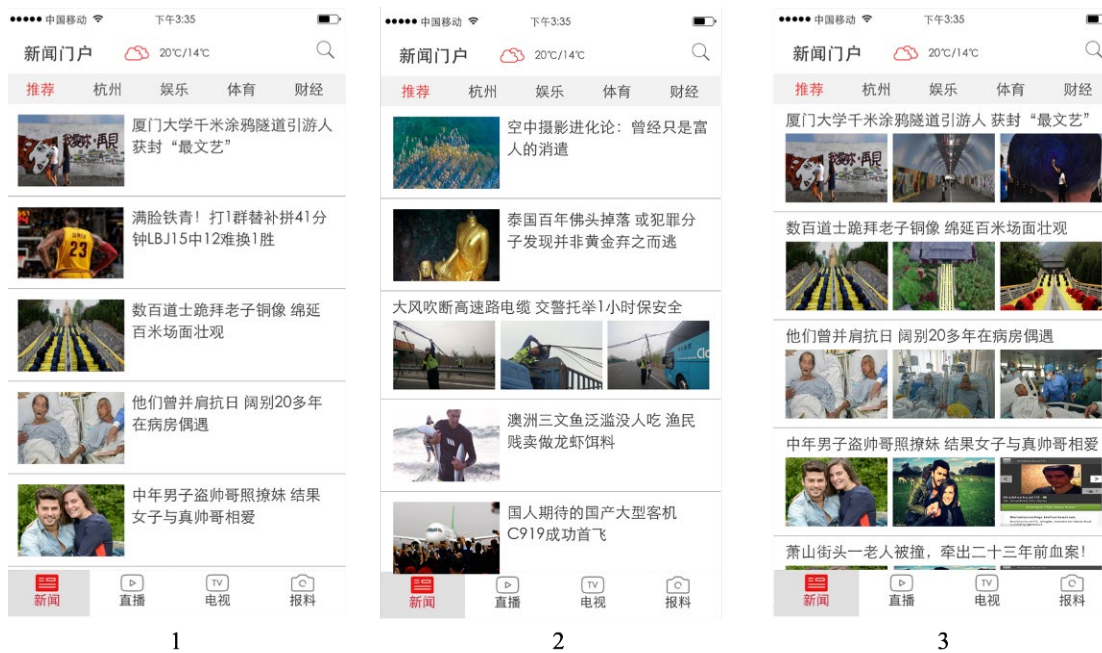 中国移动 下午3:35
新闻门户 20℃/14℃
推荐 杭州 娱乐 体育 财经
厦门大学千米涂鸦隧道引游人
获封“最文艺”
满脸铁青！打1群替补拼41分
钟LBJ15中12难换1胜
数百道士跪拜老子铜像 绵延
百米场面壮观
他们曾并肩抗日 阔别20多年
在病房偶遇
中年男子盗帅哥照撩妹 结果
女子与真帅哥相爱
新闻 直播 TV 电视 报料
1
中国移动 下午3:35
新闻门户 20℃/14℃
推荐 杭州 娱乐 体育 财经
空中摄影进化论：曾经只是富
人的消遣
泰国百年佛头掉落 或犯罪分
子发现并非黄金弃之而逃
大风吹断高速路电缆 交警托举1小时保安全
澳洲三文鱼泛滥没人吃 渔民
贱卖做龙虾饵料
国人期待的国产大型客机
C919成功首飞
新闻 直播 TV 电视 报料
2
中国移动 下午3:35
新闻门户 20℃/14℃
推荐 杭州 娱乐 体育 财经
厦门大学千米涂鸦隧道引游人 获封“最文艺”
数百道士跪拜老子铜像 绵延百米场面壮观
他们曾并肩抗日 阔别20多年在病房偶遇
中年男子盗帅哥照撩妹 结果女子与真帅哥相爱
萧山街头一老人被撞，牵出二十三年前血案！
新闻 直播 TV 电视 报料
3